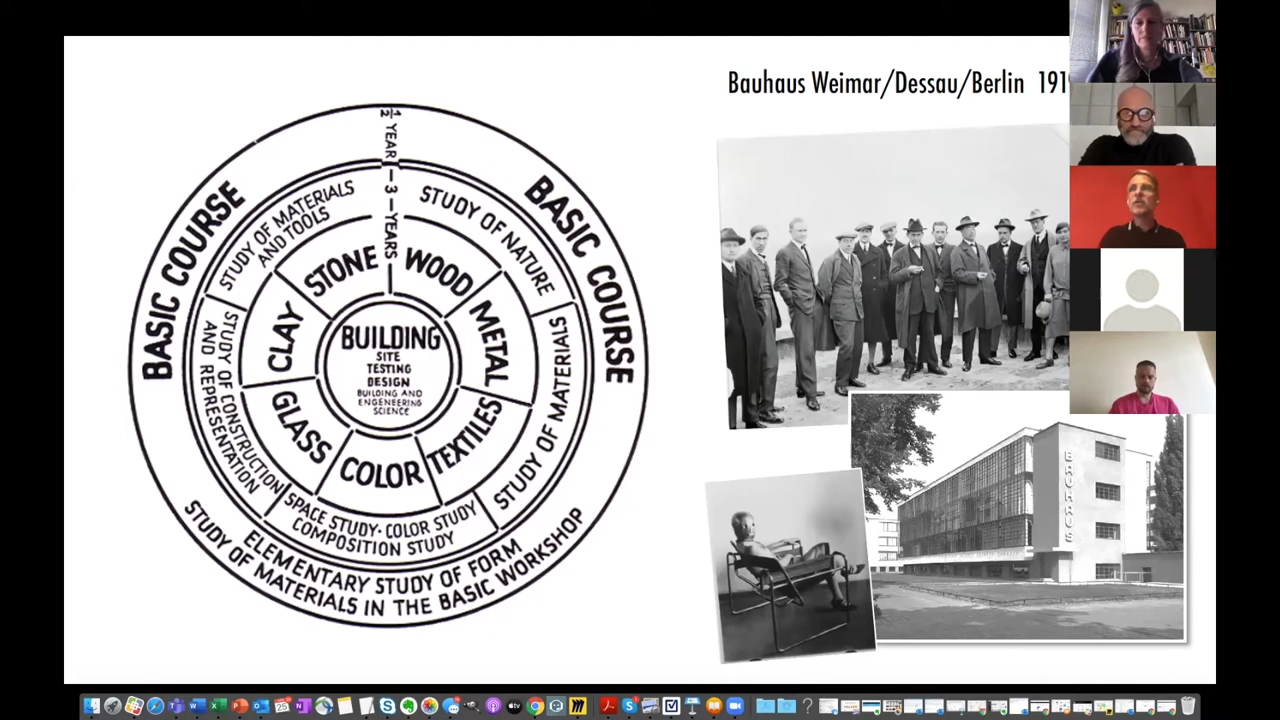 Bauhaus Weimar/Dessau/Berlin 191
½ YEAR
3 YEARS
BASIC COURSE
BASIC COURSE
STUDY OF MATERIALS
AND TOOLS
STUDY OF NATURE
STONE
WOOD
CLAY
METAL
GLASS
TEXTILES
COLOR
STUDY OF CONSTRUCTION
AND REPRESENTATION
STUDY OF MATERIALS
BUILDING
SITE
TESTING
DESIGN
BUILDING AND
ENGENEERING
SCIENCE
SPACE STUDY· COLOR STUDY
COMPOSITION STUDY
ELEMENTARY STUDY OF FORM
STUDY OF MATERIALS IN THE BASIC WORKSHOP
BAUHAUS